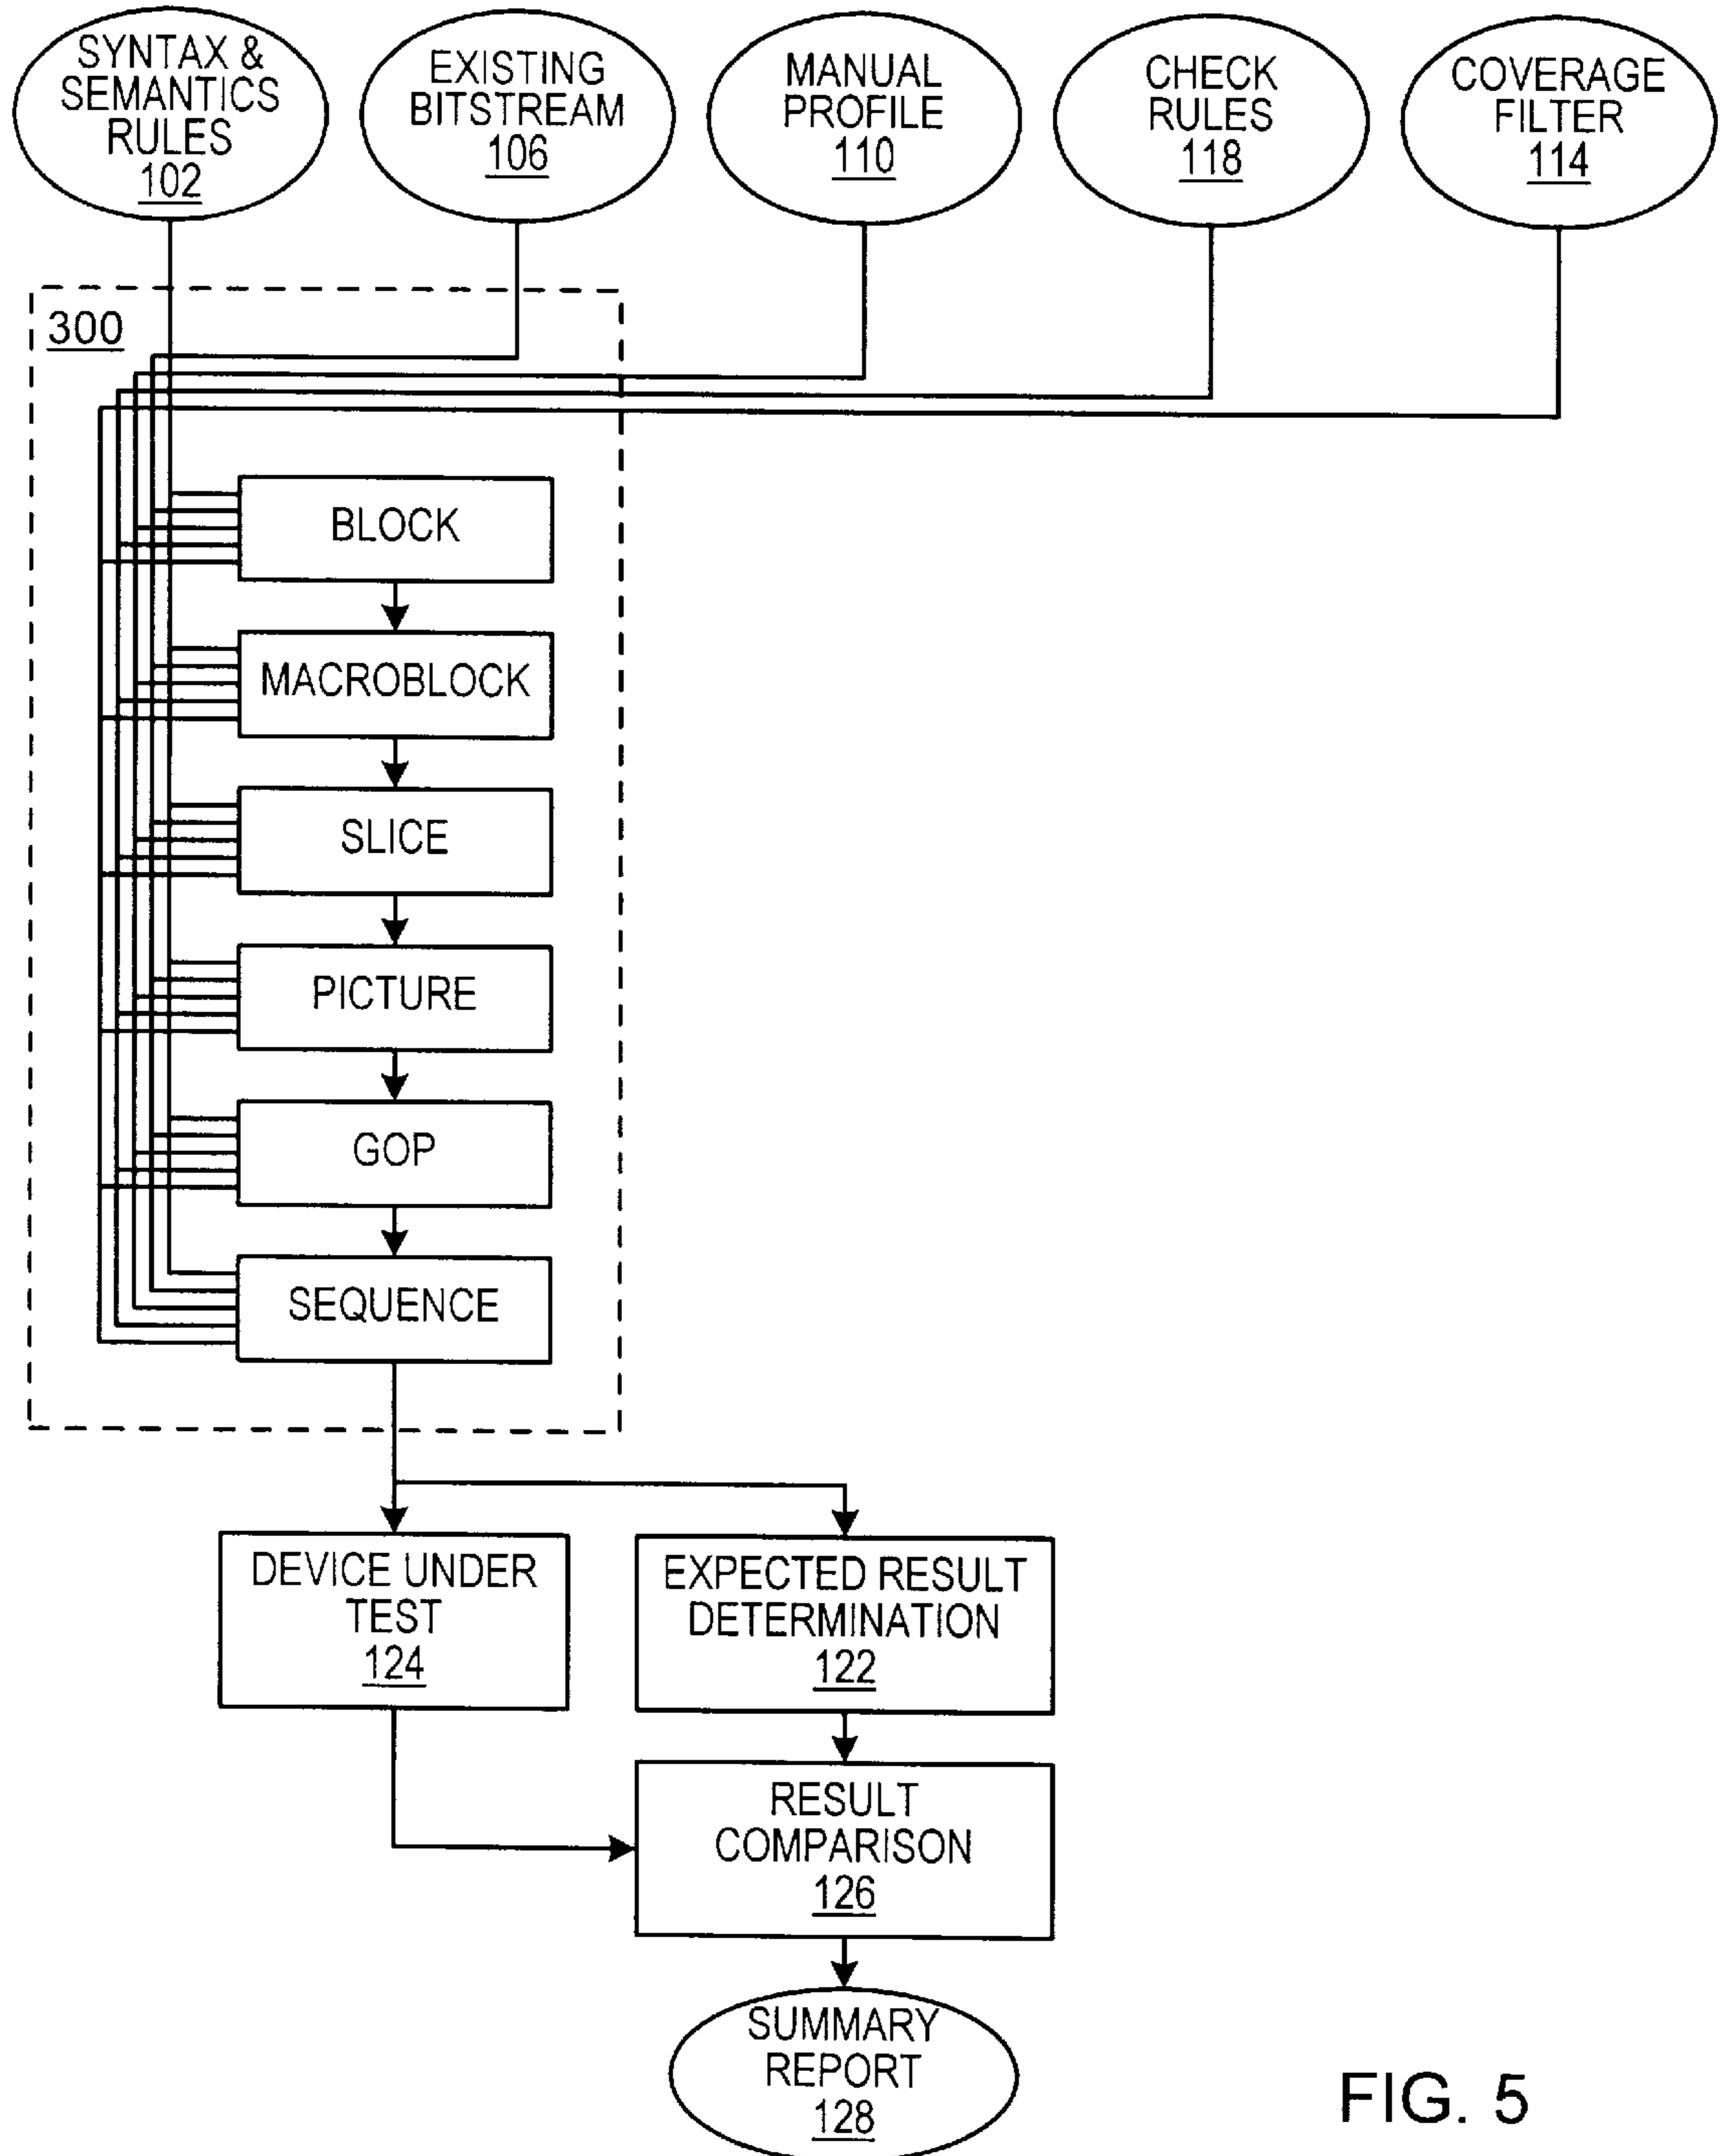 SYNTAX &
SEMANTICS
RULES
102
EXISTING
BITSTREAM
106
MANUAL
PROFILE
110
CHECK
RULES
118
COVERAGE
FILTER
114
300
BLOCK
MACROBLOCK
SLICE
PICTURE
GOP
SEQUENCE
DEVICE UNDER
TEST
124
EXPECTED RESULT
DETERMINATION
122
RESULT
COMPARISON
126
SUMMARY
REPORT
128
FIG. 5